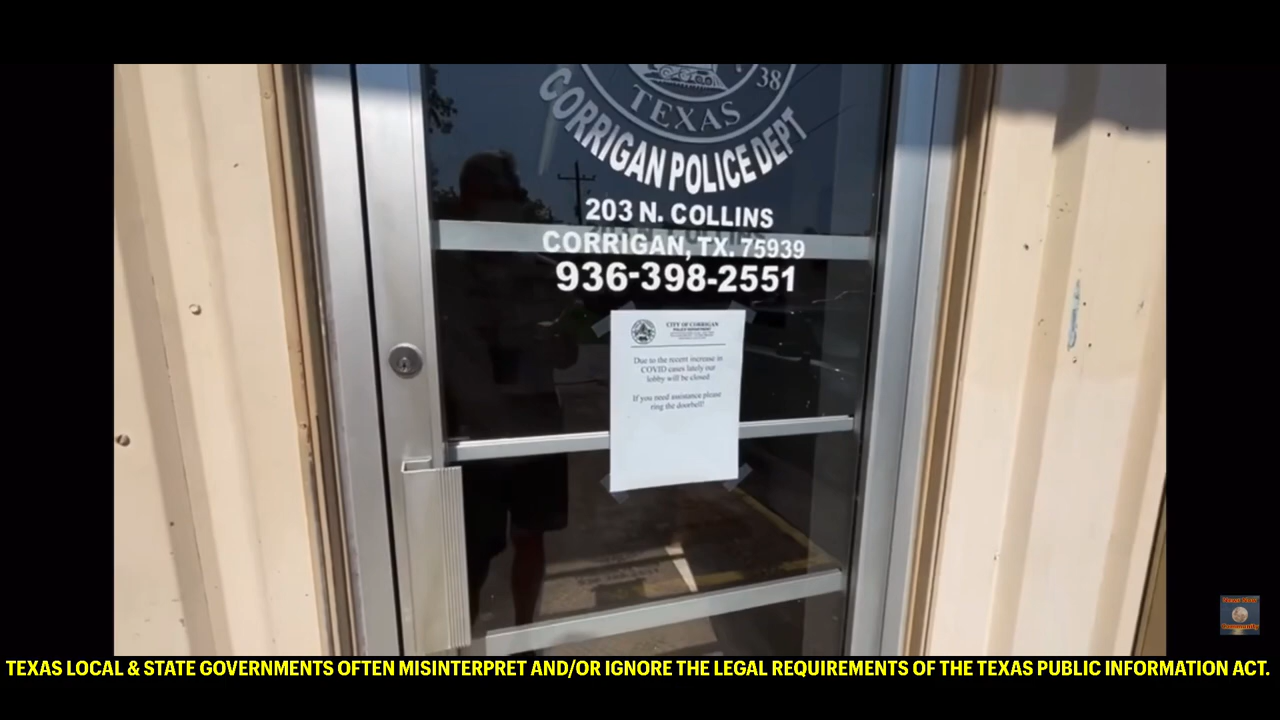 38
TEXAS
CORRIGAN POLICE DEPT
203 N. COLLINS
CORRIGAN, TX. 75939
936-398-2551
CITY OF CORRIGAN
POLICE DEPARTMENT
Due to the recent increase in
COVID cases lately our
lobby will be closed
If you need assistance please
ring the doorbell!
TEXAS LOCAL & STATE GOVERNMENTS OFTEN MISINTERPRET AND/OR IGNORE THE LEGAL REQUIREMENTS OF THE TEXAS PUBLIC INFORMATION ACT.